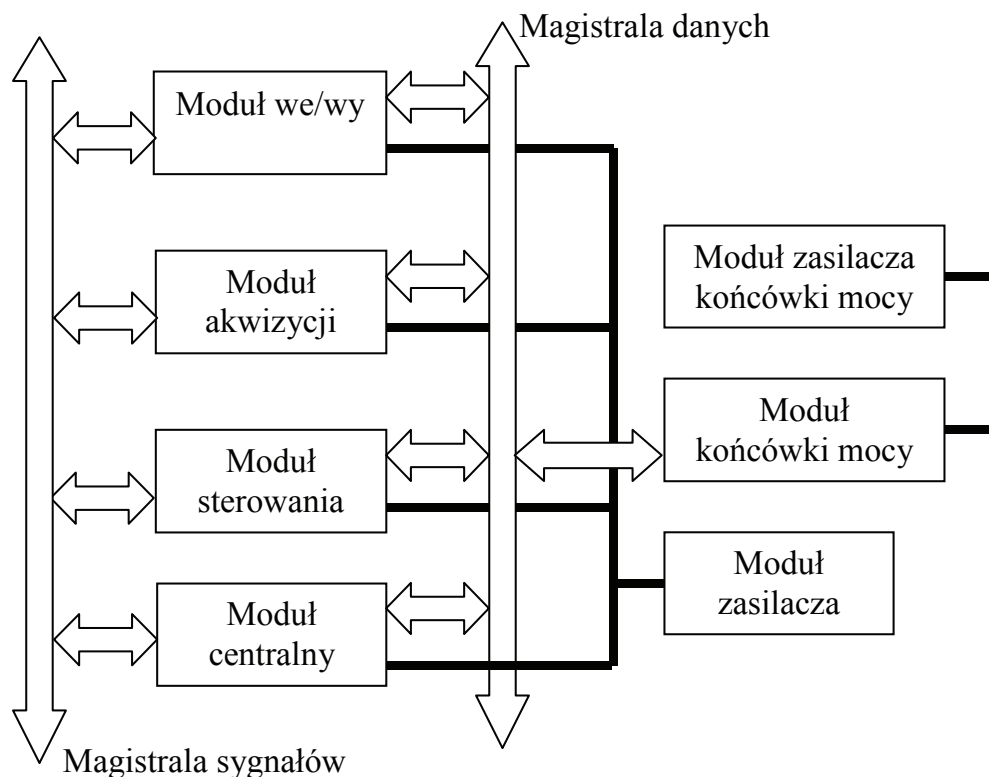 Magistrala danych
Moduł we/wy
Moduł
akwizycji
Moduł zasilacza
końcówki mocy
Moduł
sterowania
Moduł
końcówki mocy
Moduł
centralny
Moduł
zasilacza
Magistrala sygnałów